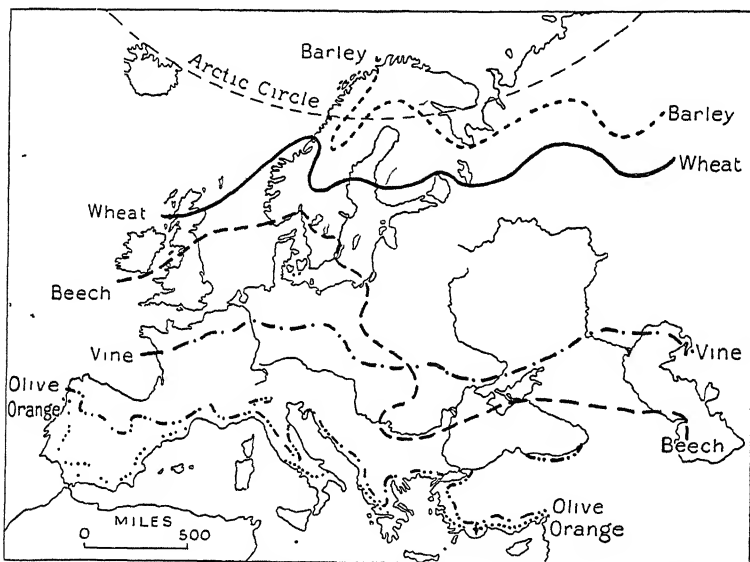 Barley
Arctic Circle
Barley
Wheat
Wheat
Beech
Vine
Vine
Olive
Orange
Beech
MILES
0 500
Olive
Orange